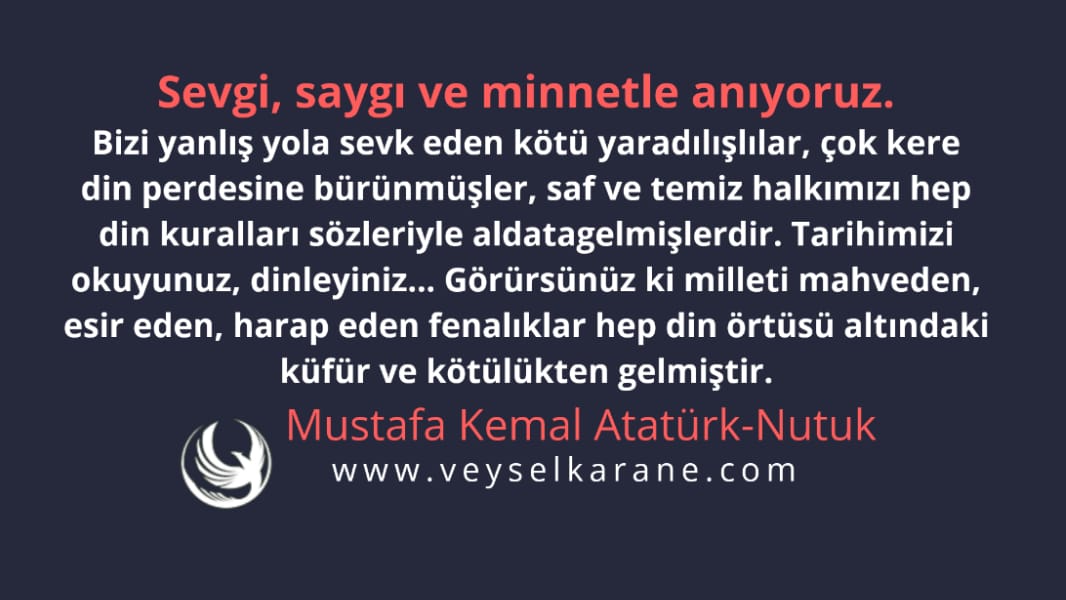 Sevgi, saygı ve minnetle anıyoruz.
Bizi yanlış yola sevk eden kötü yaradılışlılar, çok kere
din perdesine bürünmüşler, saf ve temiz halkımızı hep
din kuralları sözleriyle aldatagelmişlerdir. Tarihimizi
okuyunuz, dinleyiniz... Görürsünüz ki milleti mahveden,
esir eden, harap eden fenalıklar hep din örtüsü altındaki
küfür ve kötülükten gelmiştir.
Mustafa Kemal Atatürk-Nutuk
www.veyselkarane.com